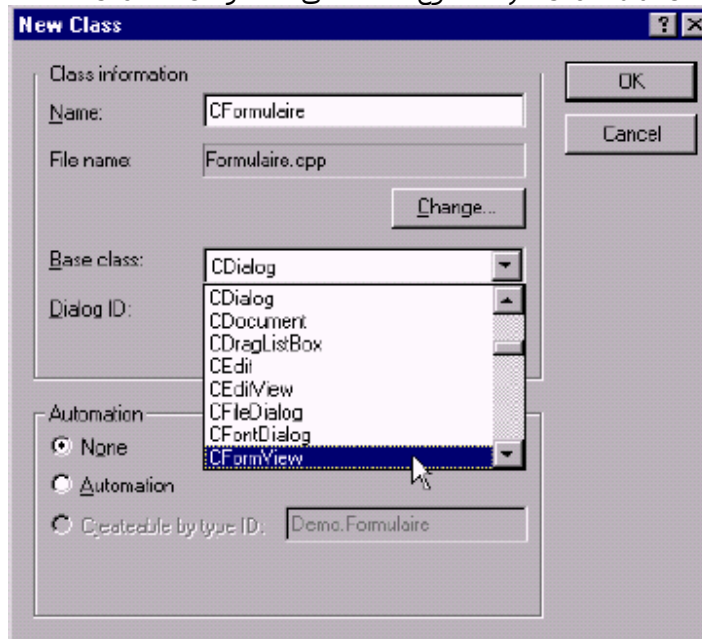 New Class
Class information
Name:
CFormulaire
OK
File name:
Formulaire.cpp
Cancel
Change...
Base class:
CDialog
Dialog ID:
CDialog
CDocument
CDragListBox
CEdit
CEditView
CFileDialog
CFontDialog
CFormView
Automation
None
Automation
Createable by type ID:
Demo.Formulaire